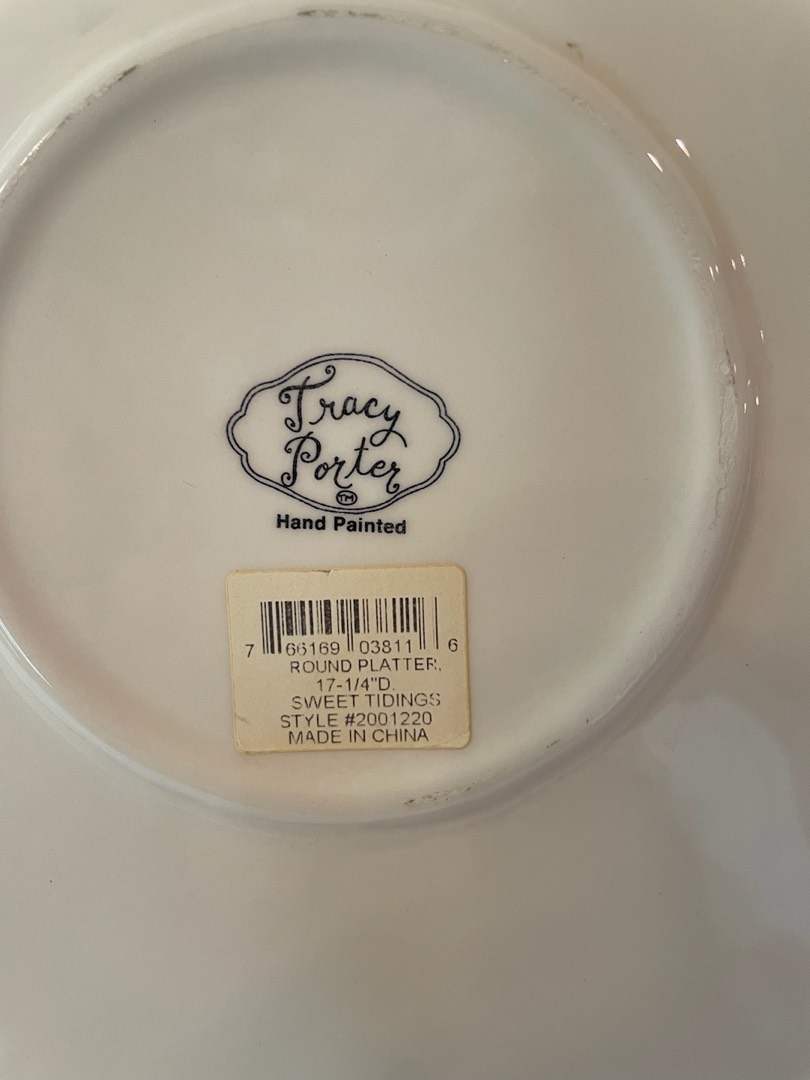 Tracy
Porter
TM
Hand Painted
7 66169 03811 6
ROUND PLATTER,
17-1/4"D.
SWEET TIDINGS
STYLE #2001220
MADE IN CHINA